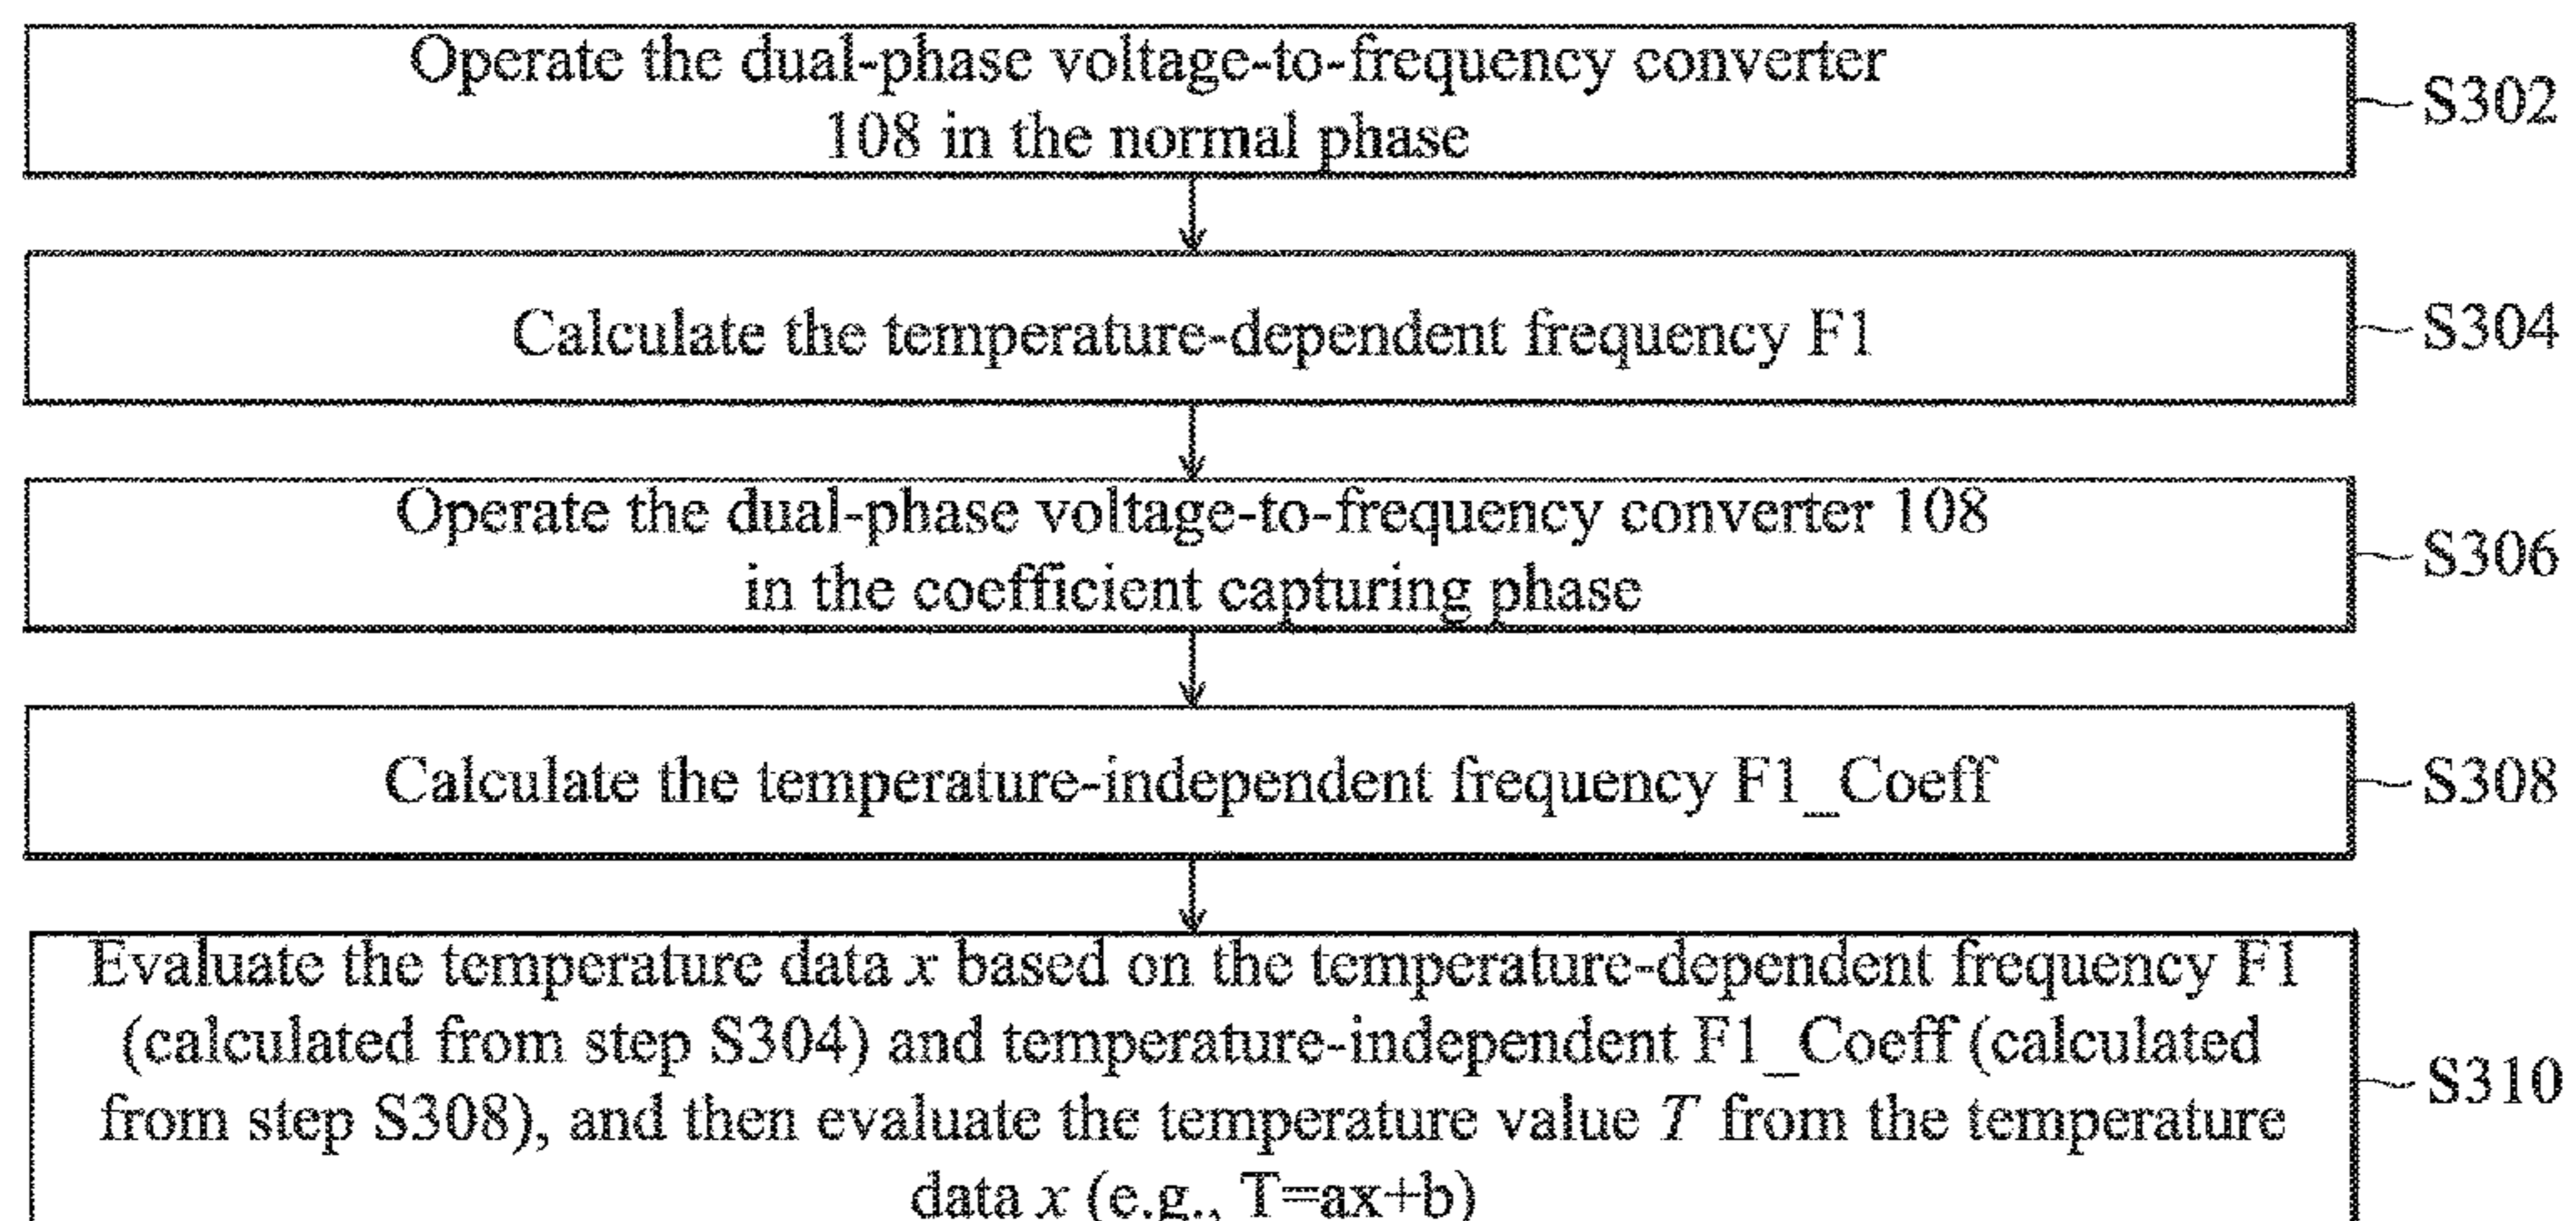 Operate the dual-phase voltage-to-frequency converter
108 in the normal phase
S302
Calculate the temperature-dependent frequency F1
S304
Operate the dual-phase voltage-to-frequency converter 108
in the coefficient capturing phase
S306
Calculate the temperature-independent frequency F1_Coeff
S308
Evaluate the temperature data x based on the temperature-dependent frequency F1
(calculated from step S304) and temperature-independent F1_Coeff (calculated
from step S308), and then evaluate the temperature value T from the temperature
data x (e.g., T=ax+b)
S310